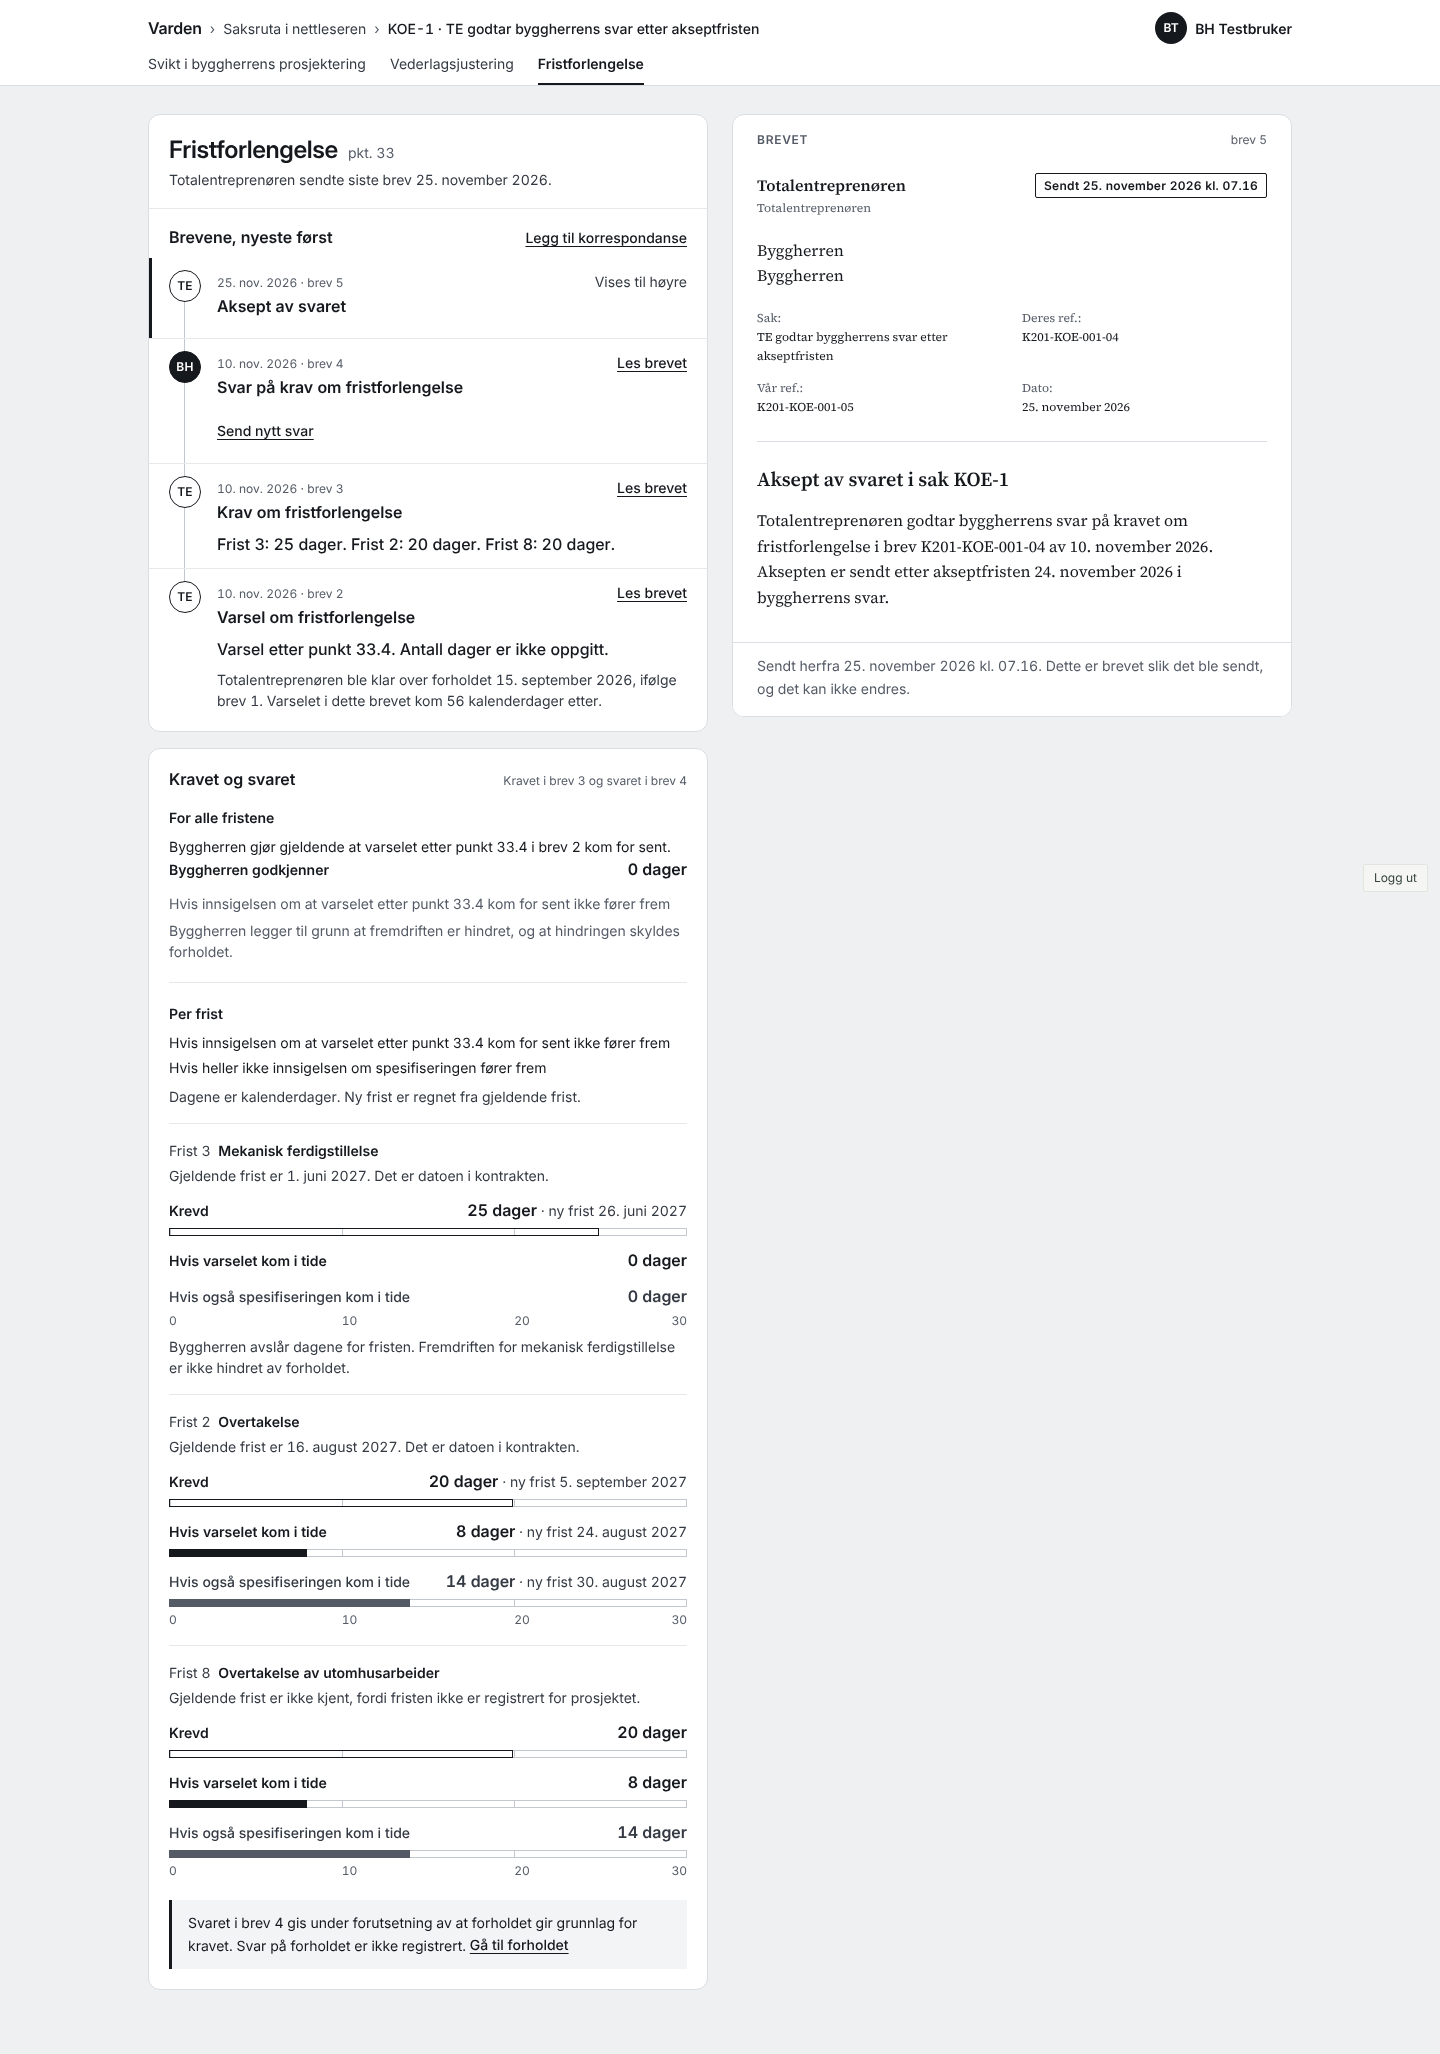 Varden › Saksruta i nettleseren › KOE-1 · TE godtar byggherrens svar etter akseptfristen
BT BH Testbruker
Svikt i byggherrens prosjektering Vederlagsjustering Fristforlengelse
Fristforlengelse pkt. 33
Totalentreprenøren sendte siste brev 25. november 2026.
Brevene, nyeste først Legg til korrespondanse
TE 25. nov. 2026 · brev 5 Vises til høyre
Aksept av svaret
BH 10. nov. 2026 · brev 4 Les brevet
Svar på krav om fristforlengelse
Send nytt svar
TE 10. nov. 2026 · brev 3 Les brevet
Krav om fristforlengelse
Frist 3: 25 dager. Frist 2: 20 dager. Frist 8: 20 dager.
TE 10. nov. 2026 · brev 2 Les brevet
Varsel om fristforlengelse
Varsel etter punkt 33.4. Antall dager er ikke oppgitt.
Totalentreprenøren ble klar over forholdet 15. september 2026, ifølge
brev 1. Varselet i dette brevet kom 56 kalenderdager etter.
Kravet og svaret Kravet i brev 3 og svaret i brev 4
For alle fristene
Byggherren gjør gjeldende at varselet etter punkt 33.4 i brev 2 kom for sent.
Byggherren godkjenner 0 dager
Hvis innsigelsen om at varselet etter punkt 33.4 kom for sent ikke fører frem
Byggherren legger til grunn at fremdriften er hindret, og at hindringen skyldes
forholdet.
Per frist
Hvis innsigelsen om at varselet etter punkt 33.4 kom for sent ikke fører frem
Hvis heller ikke innsigelsen om spesifiseringen fører frem
Dagene er kalenderdager. Ny frist er regnet fra gjeldende frist.
Frist 3 Mekanisk ferdigstillelse
Gjeldende frist er 1. juni 2027. Det er datoen i kontrakten.
Krevd 25 dager · ny frist 26. juni 2027
Hvis varselet kom i tide 0 dager
Hvis også spesifiseringen kom i tide 0 dager
0 10 20 30
Byggherren avslår dagene for fristen. Fremdriften for mekanisk ferdigstillelse
er ikke hindret av forholdet.
Frist 2 Overtakelse
Gjeldende frist er 16. august 2027. Det er datoen i kontrakten.
Krevd 20 dager · ny frist 5. september 2027
Hvis varselet kom i tide 8 dager · ny frist 24. august 2027
Hvis også spesifiseringen kom i tide 14 dager · ny frist 30. august 2027
0 10 20 30
Frist 8 Overtakelse av utomhusarbeider
Gjeldende frist er ikke kjent, fordi fristen ikke er registrert for prosjektet.
Krevd 20 dager
Hvis varselet kom i tide 8 dager
Hvis også spesifiseringen kom i tide 14 dager
0 10 20 30
Svaret i brev 4 gis under forutsetning av at forholdet gir grunnlag for
kravet. Svar på forholdet er ikke registrert. Gå til forholdet
BREVET brev 5
Totalentreprenøren Sendt 25. november 2026 kl. 07.16
Totalentreprenøren
Byggherren
Byggherren
Sak: Deres ref.:
TE godtar byggherrens svar etter K201-KOE-001-04
akseptfristen
Vår ref.: Dato:
K201-KOE-001-05 25. november 2026
Aksept av svaret i sak KOE-1
Totalentreprenøren godtar byggherrens svar på kravet om
fristforlengelse i brev K201-KOE-001-04 av 10. november 2026.
Aksepten er sendt etter akseptfristen 24. november 2026 i
byggherrens svar.
Sendt herfra 25. november 2026 kl. 07.16. Dette er brevet slik det ble sendt,
og det kan ikke endres.
Logg ut